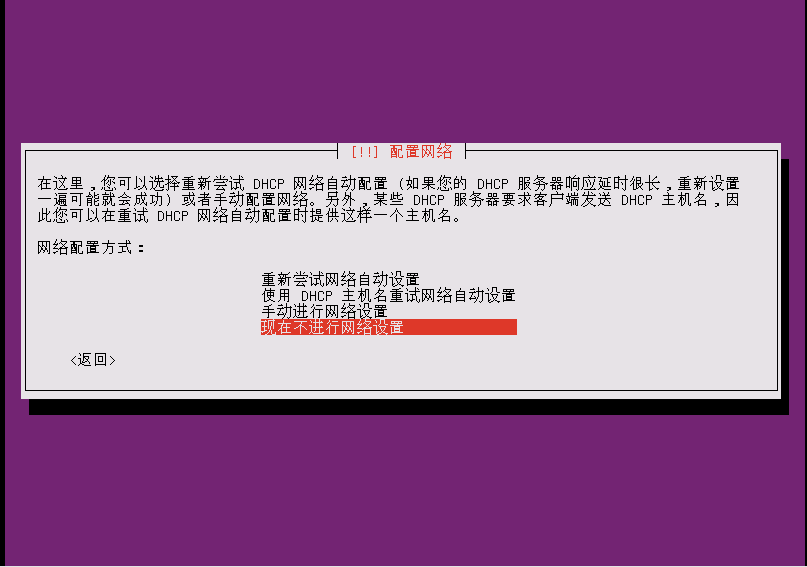 [!!] 配置网络
在这里，您可以选择重新尝试 DHCP 网络自动配置 (如果您的 DHCP 服务器响应延时很长，重新设置
一遍可能就会成功) 或者手动配置网络。另外，某些 DHCP 服务器要求客户端发送 DHCP 主机名，因
此您可以在重试 DHCP 网络自动配置时提供这样一个主机名。
网络配置方式：
重新尝试网络自动设置
使用 DHCP 主机名重试网络自动设置
手动进行网络设置
现在不进行网络设置
<返回>